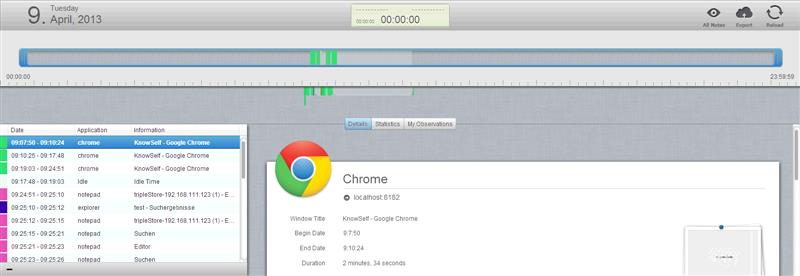 9. Tuesday
April, 2013
00:00:00 00:00:00
All Notes Export Reload
00:00:00 23:59:59
Details Statistics My Observations
Date Application Information
09:07:50 - 09:10:24 chrome KnowSelf - Google Chrome
09:10:25 - 09:17:48 chrome KnowSelf - Google Chrome
09:19:03 - 09:24:51 chrome KnowSelf - Google Chrome
09:17:48 - 09:19:03 Idle Idle Time
09:24:51 - 09:25:10 notepad tripleStore-192.168.111.123 (1) - E...
09:25:10 - 09:25:12 explorer test - Suchergebnisse
09:25:12 - 09:25:15 notepad tripleStore-192.168.111.123 (1) - E...
09:25:15 - 09:25:21 notepad Suchen
09:25:21 - 09:25:23 notepad Editor
09:25:23 - 09:25:26 notepad Suchen
Chrome
localhost:8182
Window Title KnowSelf - Google Chrome
Begin Date 9:7:50
End Date 9:10:24
Duration 2 minutes, 34 seconds